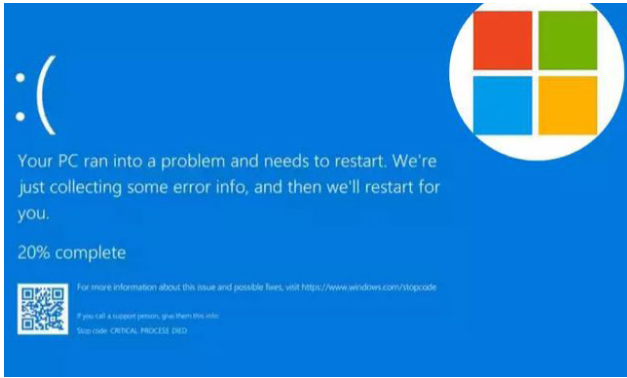 :(
Your PC ran into a problem and needs to restart. We're
just collecting some error info, and then we'll restart for
you.
20% complete
For more information about this issue and possible fixes, visit https://www.windows.com/stopcode
If you call a support person, give them this info:
Stop code: CRITICAL PROCESS DIED